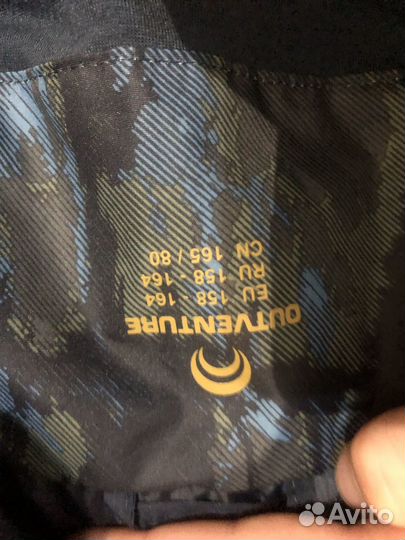 OUTVENTURE
EU 158 - 164
RU 158 - 164
CN 165 / 80
Avito